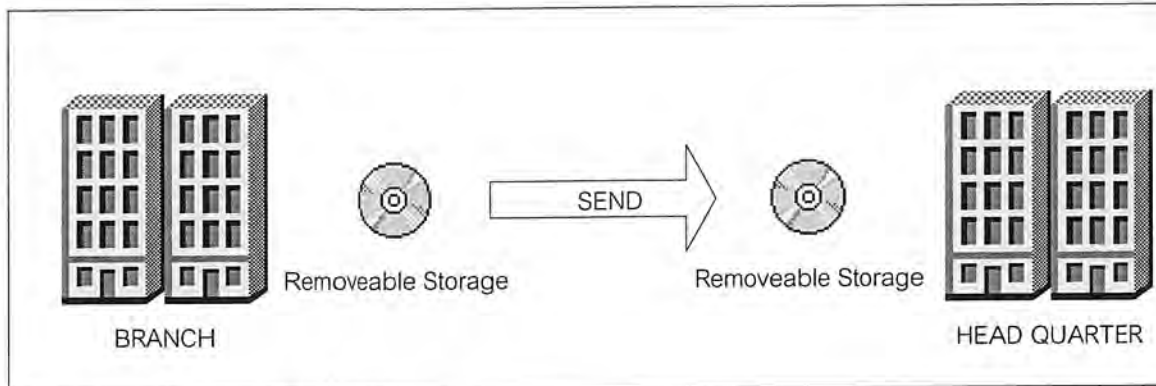 SEND
Removeable Storage
Removeable Storage
BRANCH
HEAD QUARTER